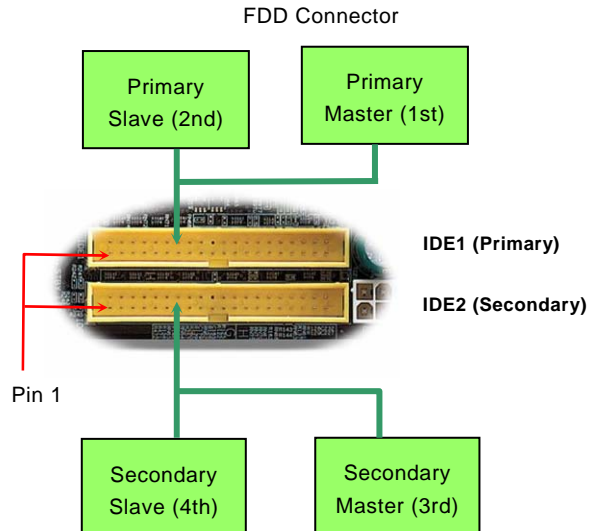 FDD Connector
Primary
Slave (2nd)
Primary
Master (1st)
IDE1 (Primary)
IDE2 (Secondary)
Pin 1
Secondary
Slave (4th)
Secondary
Master (3rd)